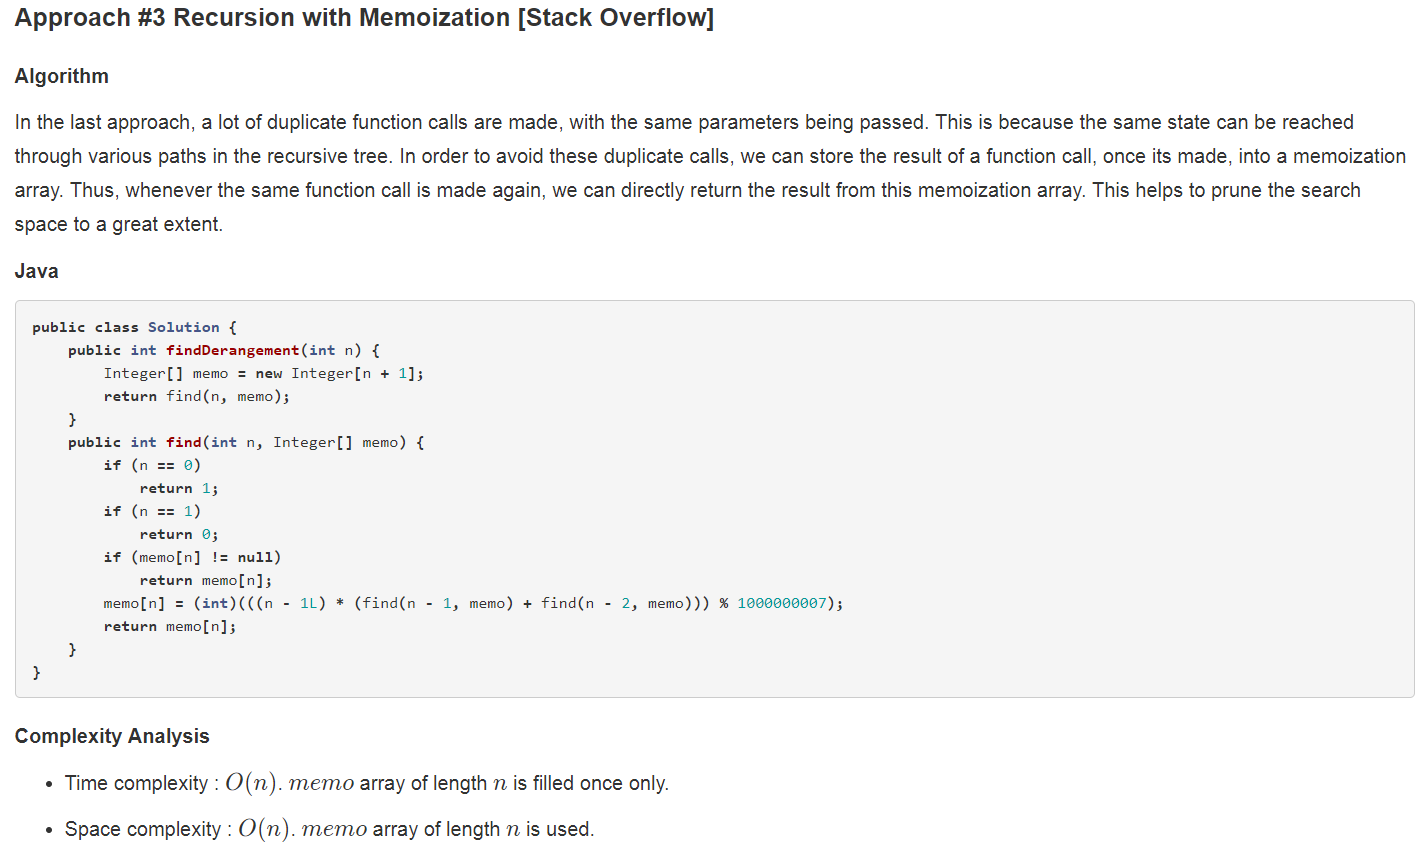 Approach #3 Recursion with Memoization [Stack Overflow]
Algorithm
In the last approach, a lot of duplicate function calls are made, with the same parameters being passed. This is because the same state can be reached
through various paths in the recursive tree. In order to avoid these duplicate calls, we can store the result of a function call, once its made, into a memoization
array. Thus, whenever the same function call is made again, we can directly return the result from this memoization array. This helps to prune the search
space to a great extent.
Java
public class Solution {
    public int findDerangement(int n) {
        Integer[] memo = new Integer[n + 1];
        return find(n, memo);
    }
    public int find(int n, Integer[] memo) {
        if (n == 0)
            return 1;
        if (n == 1)
            return 0;
        if (memo[n] != null)
            return memo[n];
        memo[n] = (int)(((n - 1L) * (find(n - 1, memo) + find(n - 2, memo))) % 1000000007);
        return memo[n];
    }
}
Complexity Analysis
• Time complexity : O(n). memo array of length n is filled once only.
• Space complexity : O(n). memo array of length n is used.